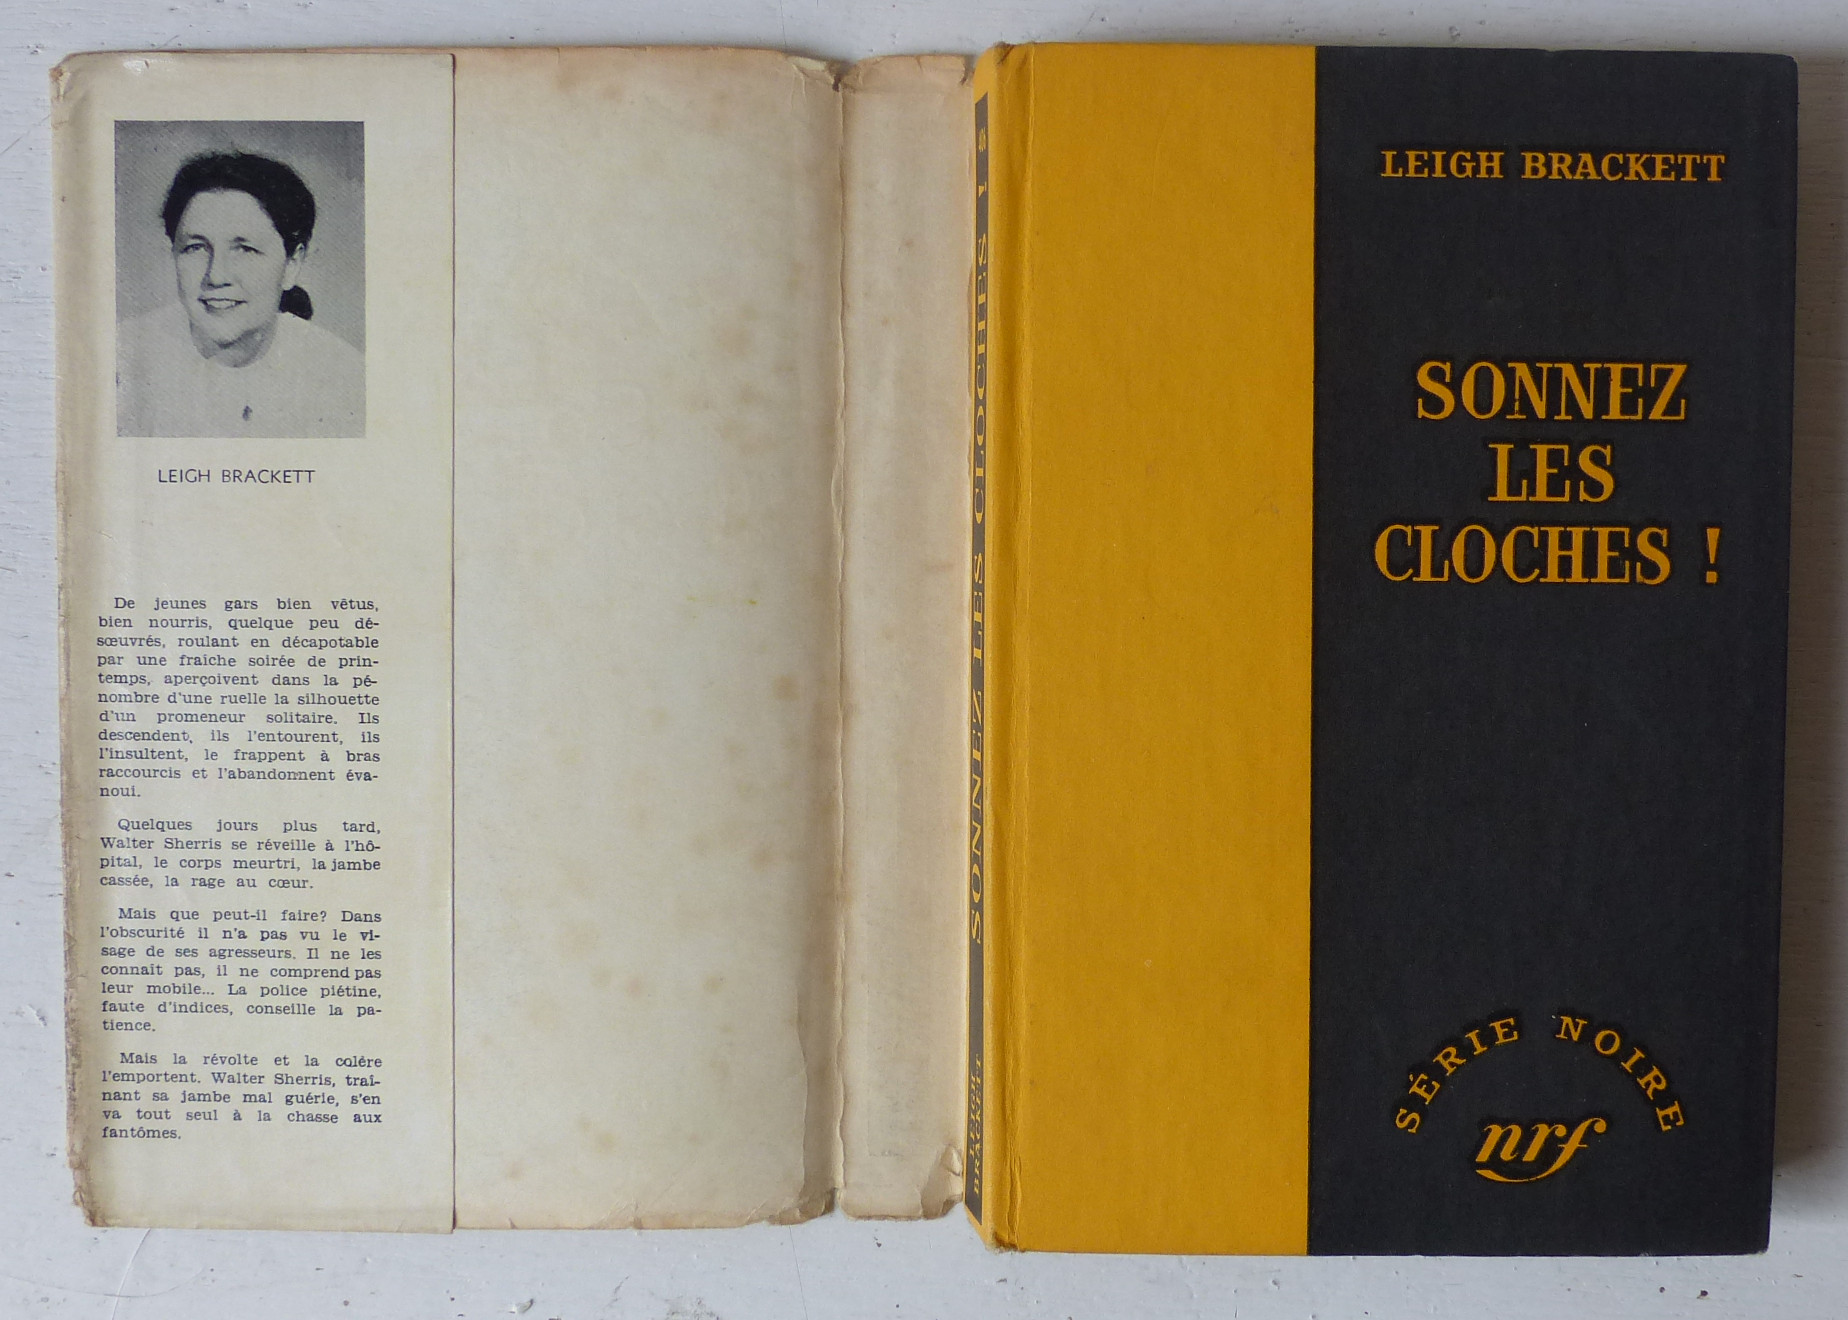 LEIGH BRACKETT
De jeunes gars bien vêtus,
bien nourris, quelque peu dé-
sœuvrés, roulant en décapotable
par une fraîche soirée de prin-
temps, aperçoivent dans la pé-
nombre d'une ruelle la silhouette
d'un promeneur solitaire. Ils
descendent, ils l'entourent, ils
l'insultent, le frappent à bras
raccourcis et l'abandonnent éva-
noui.
Quelques jours plus tard,
Walter Sherris se réveille à l'hô-
pital, le corps meurtri, la jambe
cassée, la rage au cœur.
Mais que peut-il faire? Dans
l'obscurité il n'a pas vu le vi-
sage de ses agresseurs. Il ne les
connaît pas, il ne comprend pas
leur mobile... La police piétine,
faute d'indices, conseille la pa-
tience.
Mais la révolte et la colère
l'emportent. Walter Sherris, traî-
nant sa jambe mal guérie, s'en
va tout seul à la chasse aux
fantômes.
LEIGH
BRACKETT
SONNEZ LES CLOCHES !
LEIGH BRACKETT
SONNEZ
LES
CLOCHES !
SÉRIE NOIRE
nrf